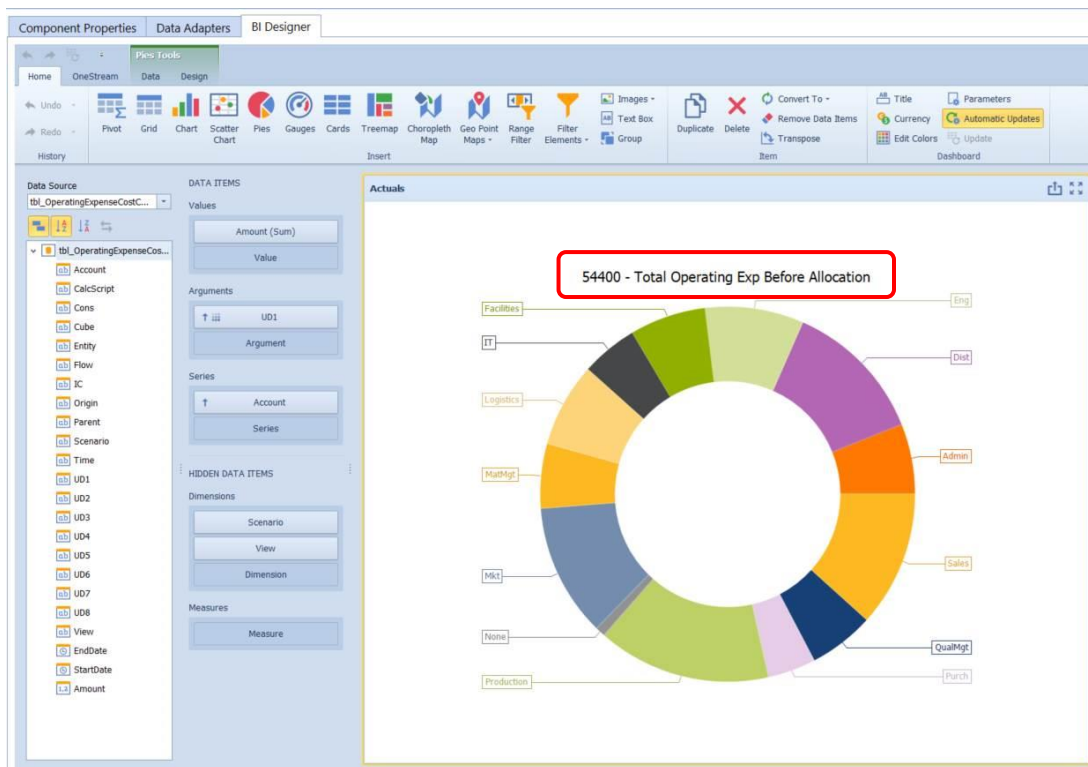 Component Properties Data Adapters BI Designer
Pies Tools
Home OneStream Data Design
Undo
Redo
History
Pivot Grid Chart Scatter Chart Pies Gauges Cards Treemap Choropleth Map Geo Point Maps Range Filter Filter Elements
Images
Text Box
Group
Insert
Duplicate Delete
Convert To
Remove Data Items
Transpose
Item
Title Parameters
Currency Automatic Updates
Edit Colors Update
Dashboard
Data Source
tbl_OperatingExpenseCostC...
tbl_OperatingExpenseCos...
Account
CalcScript
Cons
Cube
Entity
Flow
IC
Origin
Parent
Scenario
Time
UD1
UD2
UD3
UD4
UD5
UD6
UD7
UD8
View
EndDate
StartDate
Amount
DATA ITEMS
Values
Amount (Sum)
Value
Arguments
UD1
Argument
Series
Account
Series
HIDDEN DATA ITEMS
Dimensions
Scenario
View
Dimension
Measures
Measure
Actuals
54400 - Total Operating Exp Before Allocation
Facilities
Eng
IT
Dist
Logistics
Admin
MatMgt
Sales
Mkt
None
QualMgt
Production
Purch